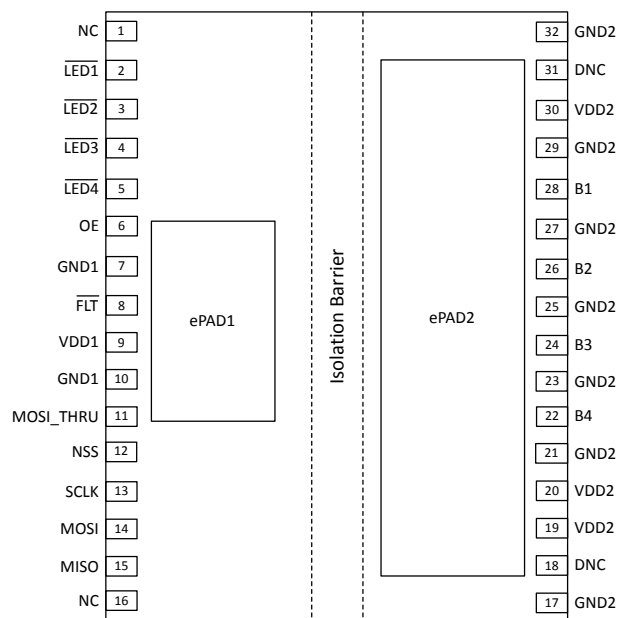 NC 1
LED1 2
LED2 3
LED3 4
LED4 5
OE 6
GND1 7
FLT 8
VDD1 9
GND1 10
MOSI_THRU 11
NSS 12
SCLK 13
MOSI 14
MISO 15
NC 16
ePAD1
Isolation Barrier
ePAD2
32 GND2
31 DNC
30 VDD2
29 GND2
28 B1
27 GND2
26 B2
25 GND2
24 B3
23 GND2
22 B4
21 GND2
20 VDD2
19 VDD2
18 DNC
17 GND2